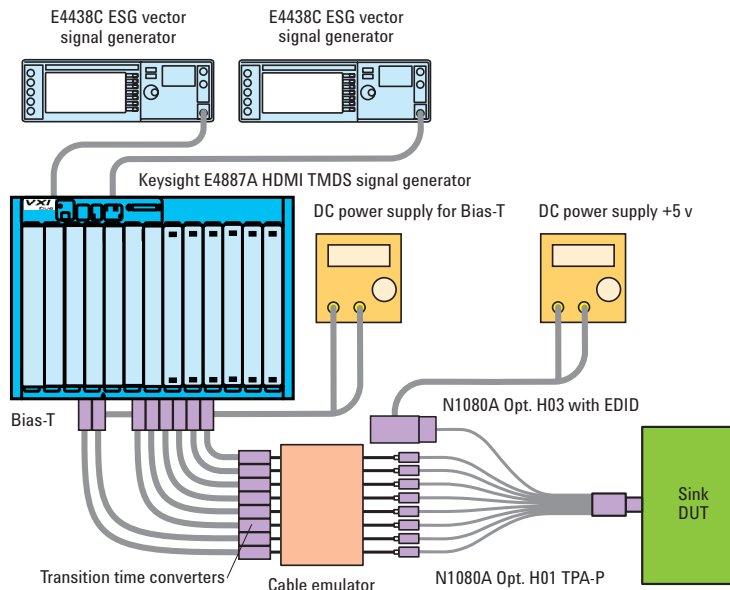 E4438C ESG vector
signal generator
E4438C ESG vector
signal generator
Keysight E4887A HDMI TMDS signal generator
VXI
DC power supply for Bias-T
DC power supply +5 v
Bias-T
N1080A Opt. H03 with EDID
Sink
DUT
Transition time converters
Cable emulator
N1080A Opt. H01 TPA-P